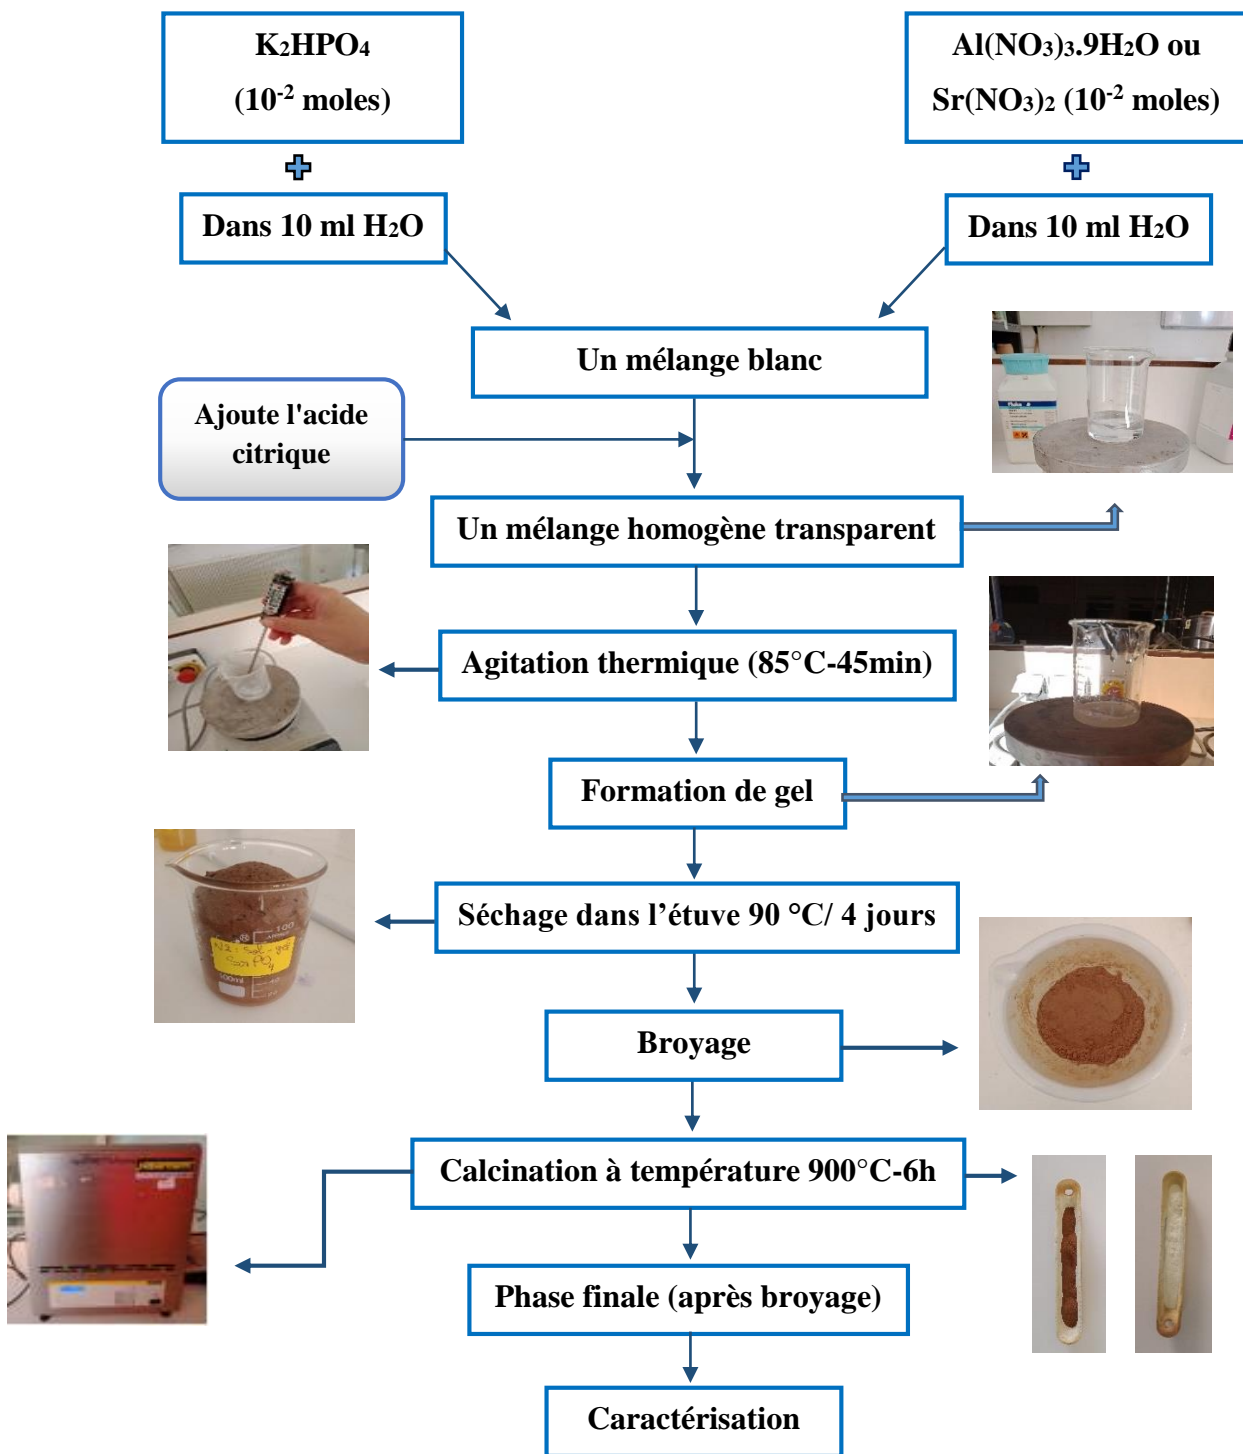 K₂HPO₄
(10⁻² moles)
Al(NO₃)₃.9H₂O ou
Sr(NO₃)₂ (10⁻² moles)
Dans 10 ml H₂O
Dans 10 ml H₂O
Un mélange blanc
Ajoute l'acide
citrique
Un mélange homogène transparent
Agitation thermique (85°C-45min)
Formation de gel
Séchage dans l'étuve 90 °C/ 4 jours
100
PO₄
Broyage
Calcination à température 900°C-6h
Phase finale (après broyage)
Caractérisation